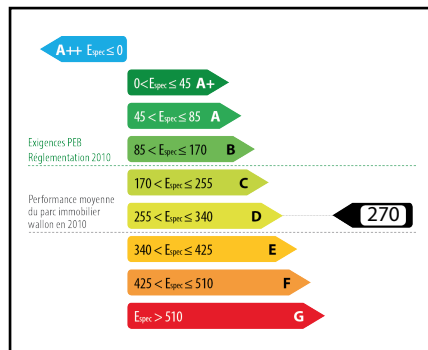 A++ Espec ≤ 0
0 < Espec ≤ 45 A+
45 < Espec ≤ 85 A
Exigences PEB
Réglementation 2010
85 < Espec ≤ 170 B
170 < Espec ≤ 255 C
Performance moyenne
du parc immobilier
wallon en 2010
255 < Espec ≤ 340 D
270
340 < Espec ≤ 425 E
425 < Espec ≤ 510 F
Espec > 510 G